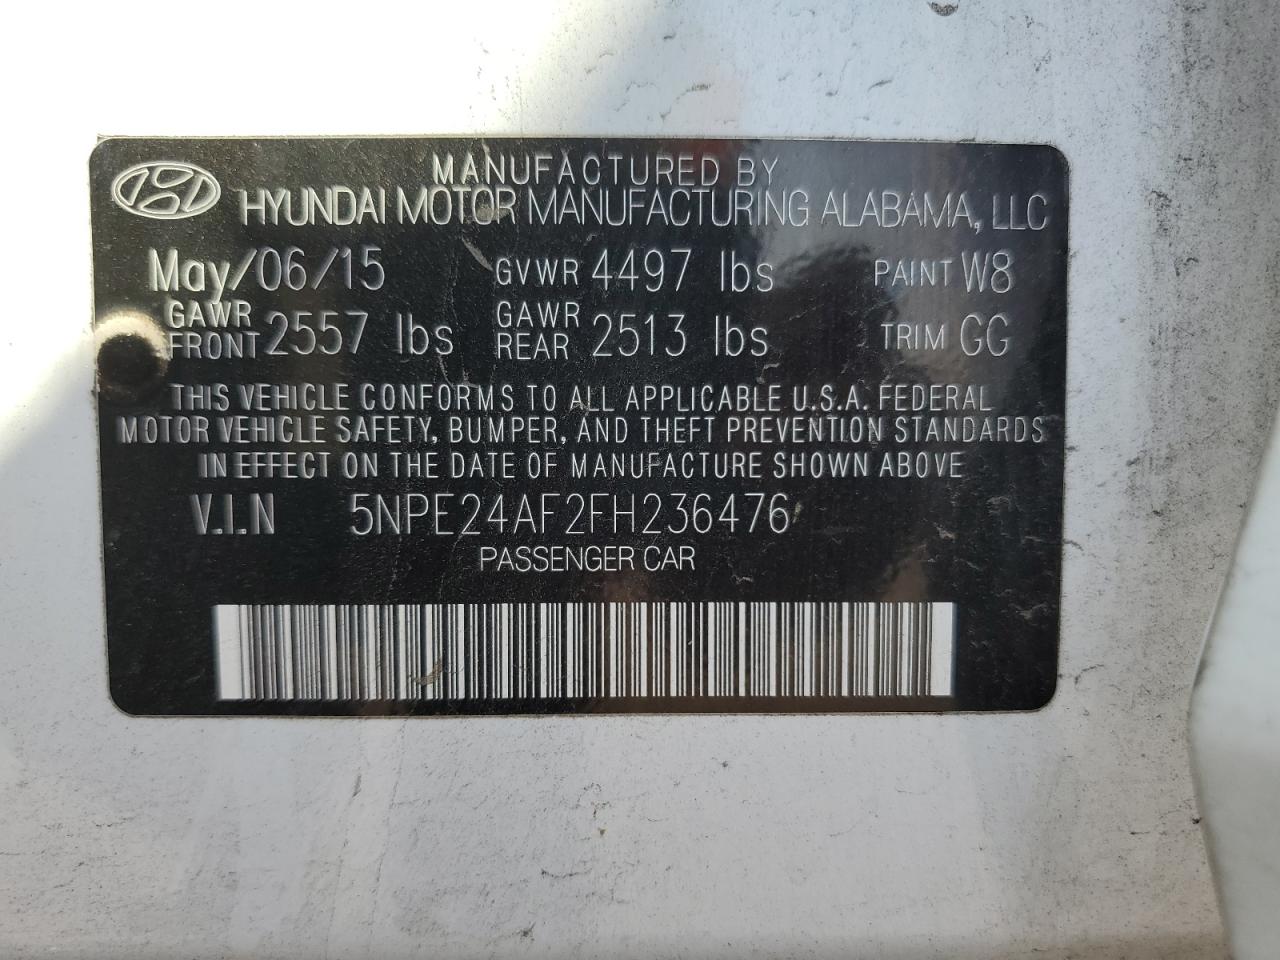 MANUFACTURED BY
HYUNDAI MOTOR MANUFACTURING ALABAMA, LLC
May/06/15 GVWR 4497 lbs PAINT W8
GAWR FRONT 2557 lbs GAWR REAR 2513 lbs TRIM GG
THIS VEHICLE CONFORMS TO ALL APPLICABLE U.S.A. FEDERAL
MOTOR VEHICLE SAFETY, BUMPER, AND THEFT PREVENTION STANDARDS
IN EFFECT ON THE DATE OF MANUFACTURE SHOWN ABOVE
V.I.N 5NPE24AF2FH236476
PASSENGER CAR